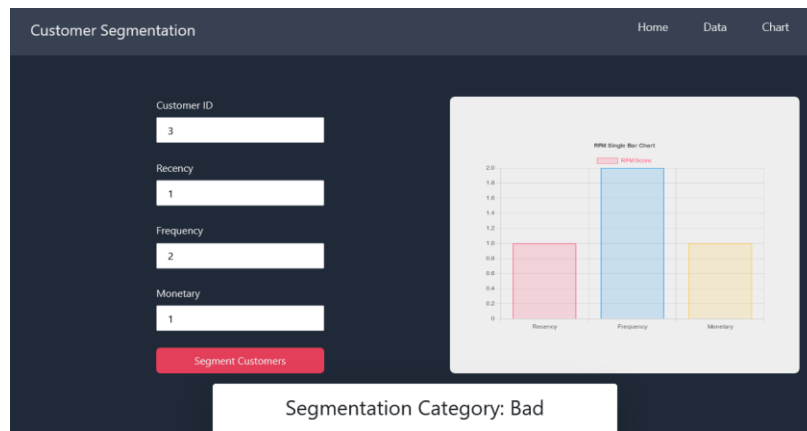 Customer Segmentation
Home Data Chart
Customer ID
3
Recency
1
Frequency
2
Monetary
1
Segment Customers
RFM Single Bar Chart
RFM Score
2.0
1.8
1.6
1.4
1.2
1.0
0.8
0.6
0.4
0.2
0
Recency Frequency Monetary
Segmentation Category: Bad